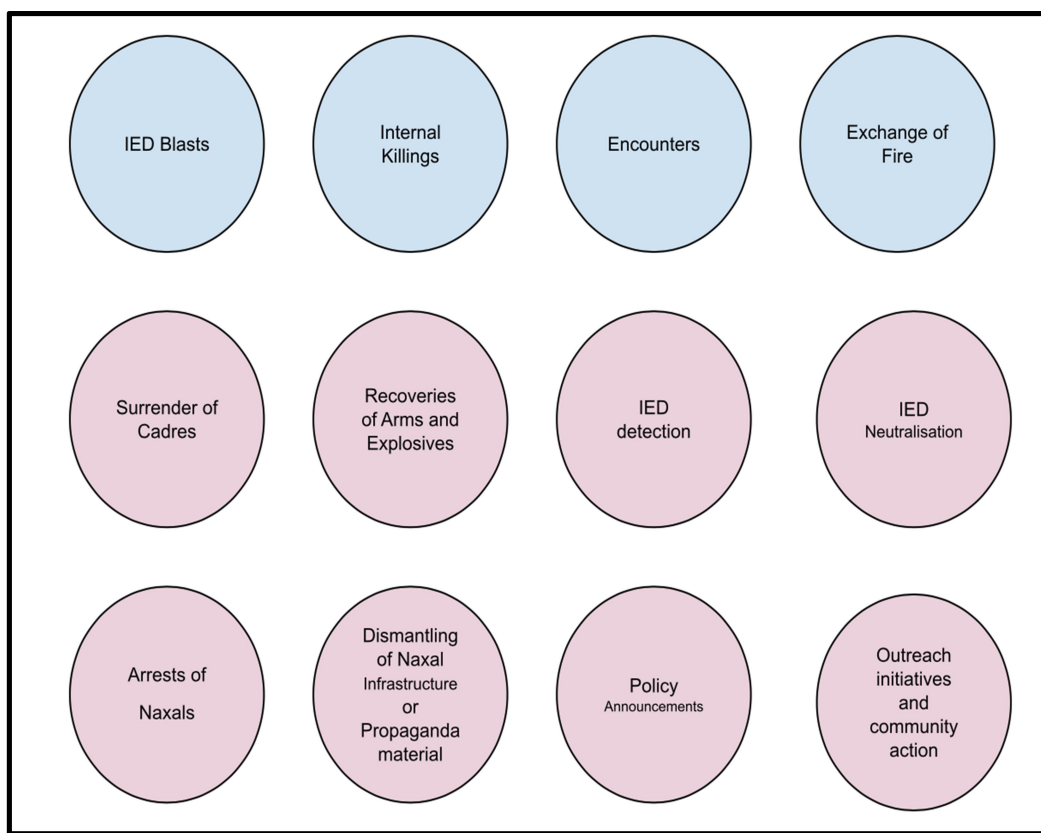 IED Blasts
Internal
Killings
Encounters
Exchange of
Fire
Surrender of
Cadres
Recoveries
of Arms and
Explosives
IED
detection
IED
Neutralisation
Arrests of
Naxals
Dismantling
of Naxal
Infrastructure
or
Propaganda
material
Policy
Announcements
Outreach
initiatives
and
community
action